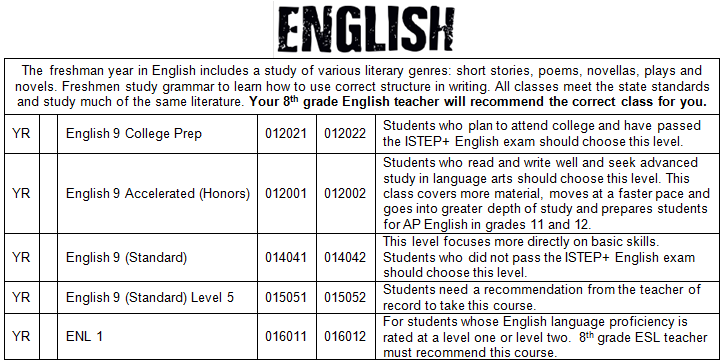 ENGLISH
The freshman year in English includes a study of various literary genres: short stories, poems, novellas, plays and
novels. Freshmen study grammar to learn how to use correct structure in writing. All classes meet the state standards
and study much of the same literature. Your 8th grade English teacher will recommend the correct class for you.
YR English 9 College Prep 012021 012022 Students who plan to attend college and have passed
the ISTEP+ English exam should choose this level.
Students who read and write well and seek advanced
study in language arts should choose this level. This
YR English 9 Accelerated (Honors) 012001 012002 class covers more material, moves at a faster pace and
goes into greater depth of study and prepares students
for AP English in grades 11 and 12.
This level focuses more directly on basic skills.
YR English 9 (Standard) 014041 014042 Students who did not pass the ISTEP+ English exam
should choose this level.
YR English 9 (Standard) Level 5 015051 015052 Students need a recommendation from the teacher of
record to take this course.
For students whose English language proficiency is
YR ENL 1 016011 016012 rated at a level one or level two. 8th grade ESL teacher
must recommend this course.